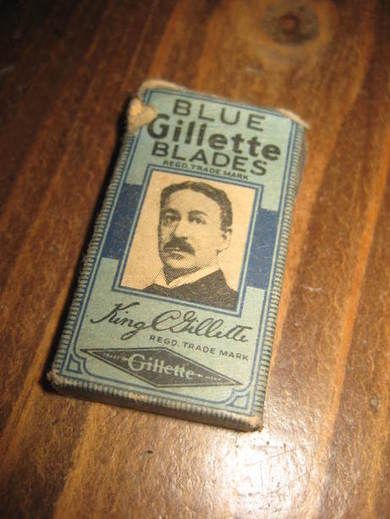 BLUE
Gillette
BLADES
REGD. TRADE MARK
King C Gillette
REGD. TRADE MARK
Gillette